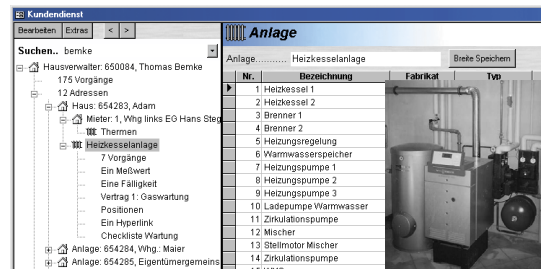 Kundendienst
Bearbeiten Extras < >
Suchen.. bemke
Hausverwalter: 650084, Thomas Bemke
175 Vorgänge
12 Adressen
Haus: 654283, Adam
Mieter: 1, Whg links EG Hans Steg
Thermen
Heizkesselanlage
7 Vorgänge
Ein Meßwert
Eine Fälligkeit
Vertrag 1: Gaswartung
Positionen
Ein Hyperlink
Checkliste Wartung
Anlage: 654284, Whg.: Maier
Anlage: 654285, Eigentümergemeins
Anlage
Anlage........... Heizkesselanlage Breite Speichern
Nr. Bezeichnung Fabrikat Typ
1 Heizkessel 1
2 Heizkessel 2
3 Brenner 1
4 Brenner 2
5 Heizungsregelung
6 Warmwasserspeicher
7 Heizungspumpe 1
8 Heizungspumpe 2
9 Heizungspumpe 3
10 Ladepumpe Warmwasser
11 Zirkulationspumpe
12 Mischer
13 Stellmotor Mischer
14 Zirkulationspumpe